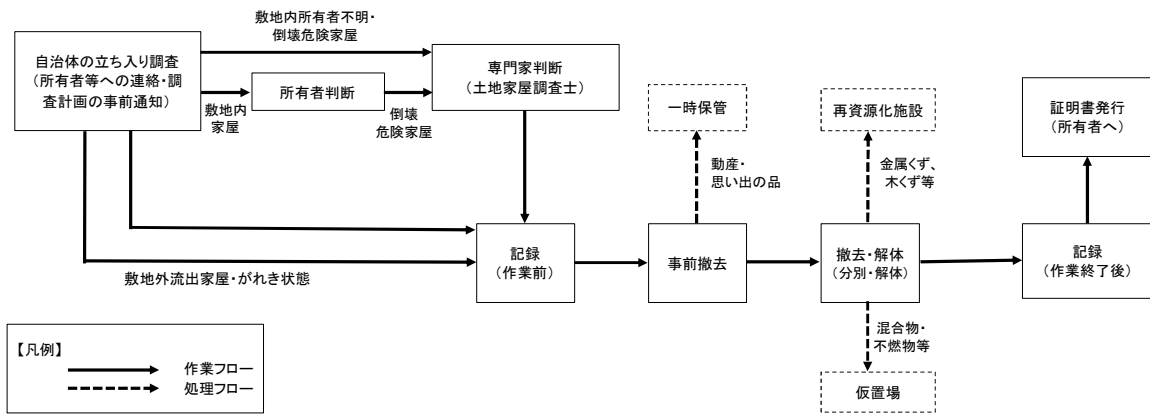 敷地内所有者不明・
倒壊危険家屋
自治体の立ち入り調査
（所有者等への連絡・調
査計画の事前通知）
敷地内
家屋
所有者判断
倒壊
危険家屋
専門家判断
（土地家屋調査士）
一時保管
再資源化施設
証明書発行
（所有者へ）
動産・
思い出の品
金属くず、
木くず等
敷地外流出家屋・がれき状態
記録
（作業前）
事前撤去
撤去・解体
（分別・解体）
記録
（作業終了後）
混合物・
不燃物等
仮置場
【凡例】
作業フロー
処理フロー